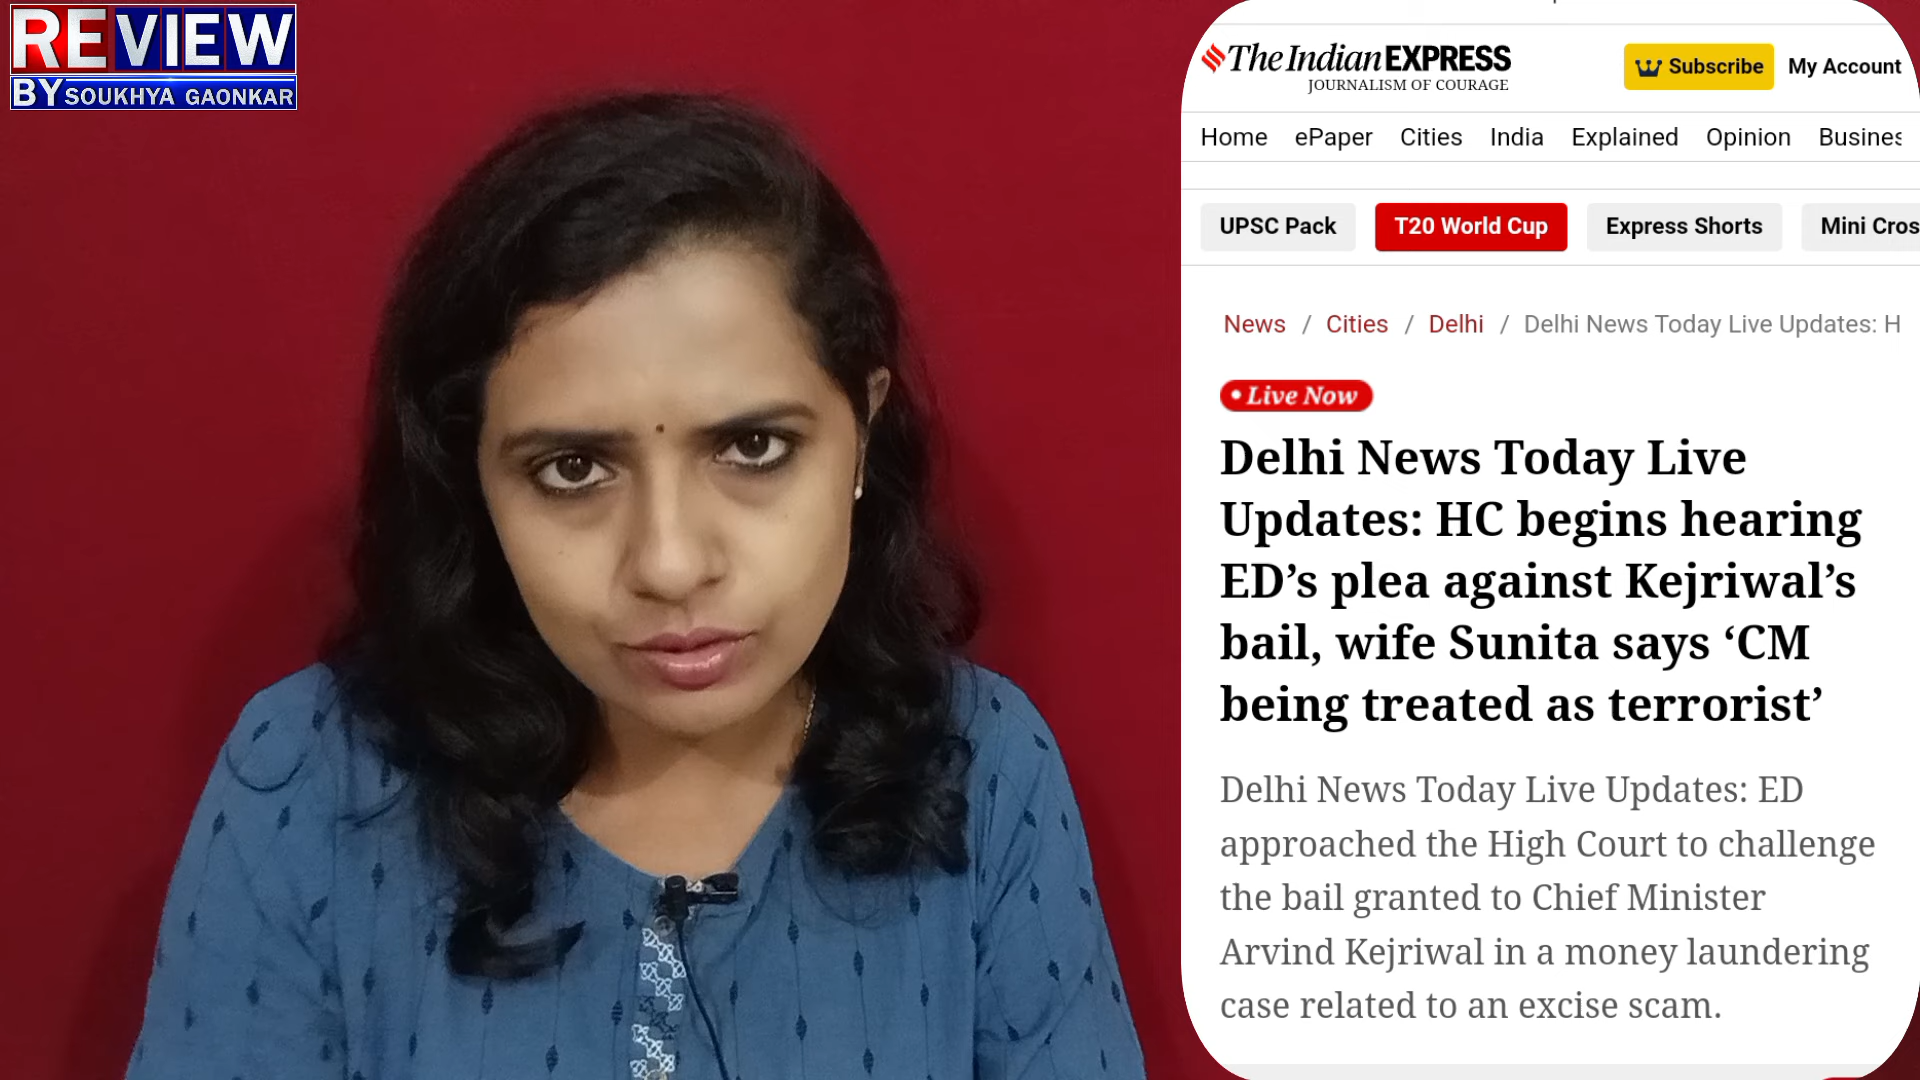 REVIEW
BY SOUKHYA GAONKAR
The Indian EXPRESS
JOURNALISM OF COURAGE
Subscribe
My Account
Home ePaper Cities India Explained Opinion Busines
UPSC Pack T20 World Cup Express Shorts Mini Cros
News / Cities / Delhi / Delhi News Today Live Updates: H
• Live Now
Delhi News Today Live
Updates: HC begins hearing
ED’s plea against Kejriwal’s
bail, wife Sunita says ‘CM
being treated as terrorist’
Delhi News Today Live Updates: ED
approached the High Court to challenge
the bail granted to Chief Minister
Arvind Kejriwal in a money laundering
case related to an excise scam.